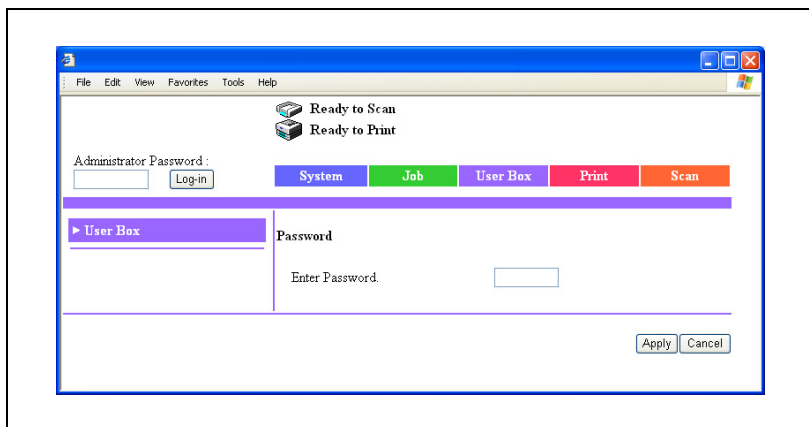 File Edit View Favorites Tools Help
Ready to Scan
Ready to Print
Administrator Password :
Log-in
System Job User Box Print Scan
User Box
Password
Enter Password.
Apply Cancel